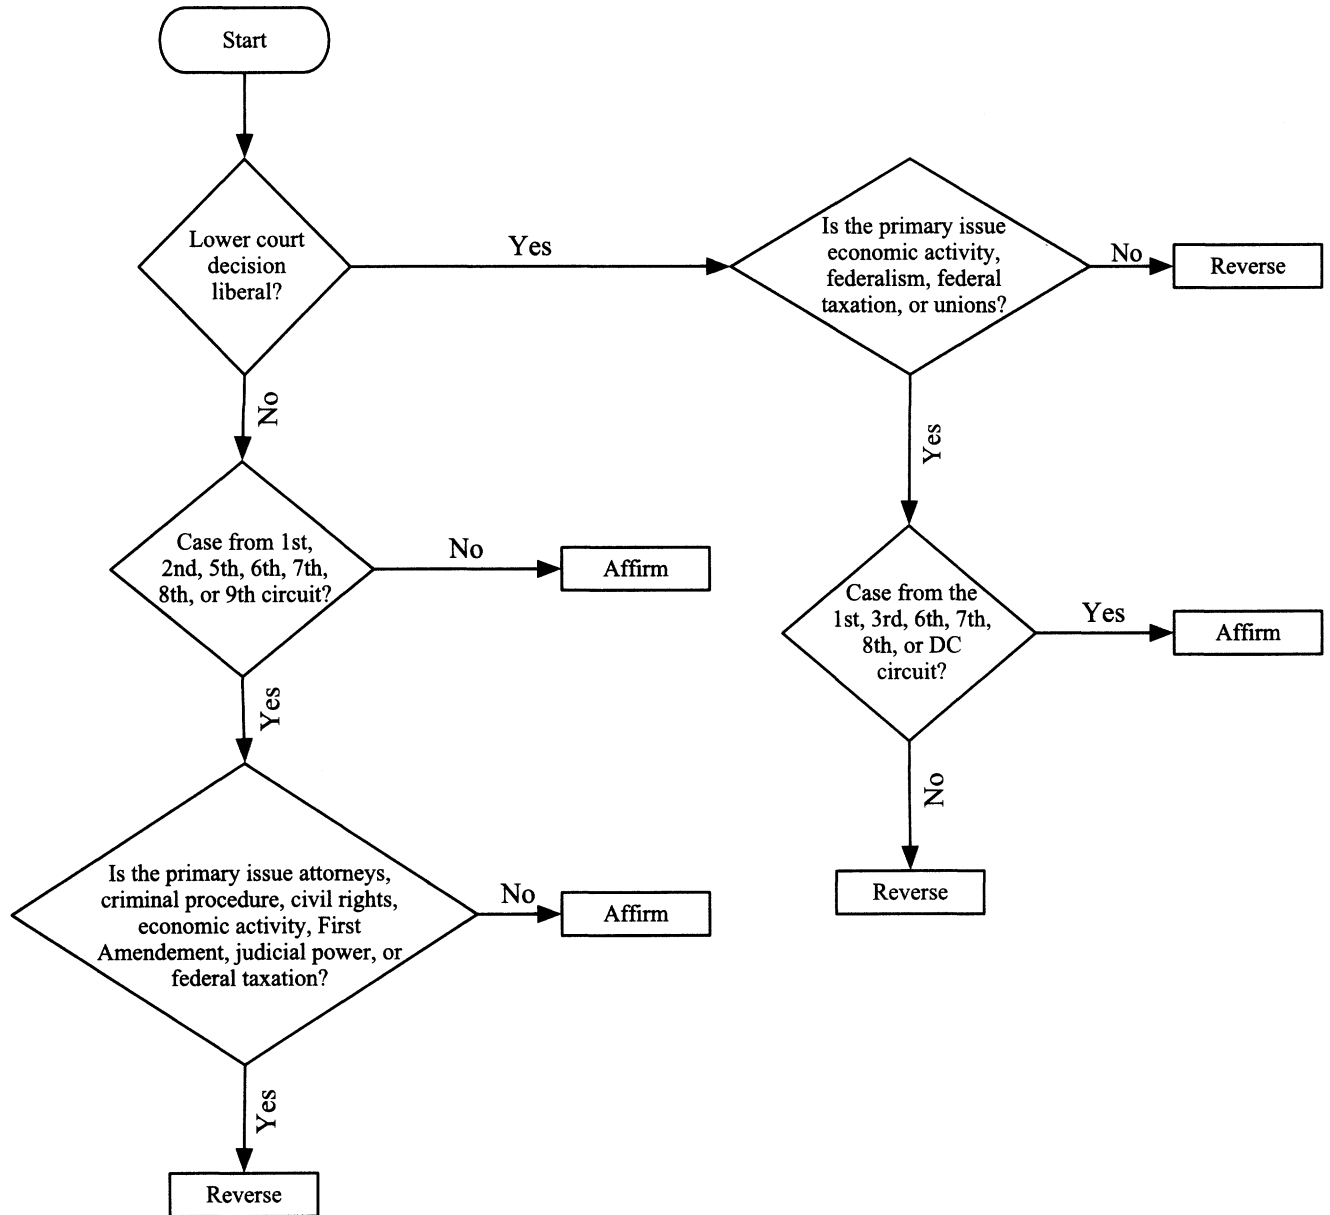 Start
Lower court
decision
liberal?
Yes
Is the primary issue
economic activity,
federalism, federal
taxation, or unions?
No
Reverse
No
Yes
Case from 1st,
2nd, 5th, 6th, 7th,
8th, or 9th circuit?
No
Affirm
Case from the
1st, 3rd, 6th, 7th,
8th, or DC
circuit?
Yes
Affirm
Yes
No
Is the primary issue attorneys,
criminal procedure, civil rights,
economic activity, First
Amendement, judicial power, or
federal taxation?
No
Affirm
Reverse
Yes
Reverse